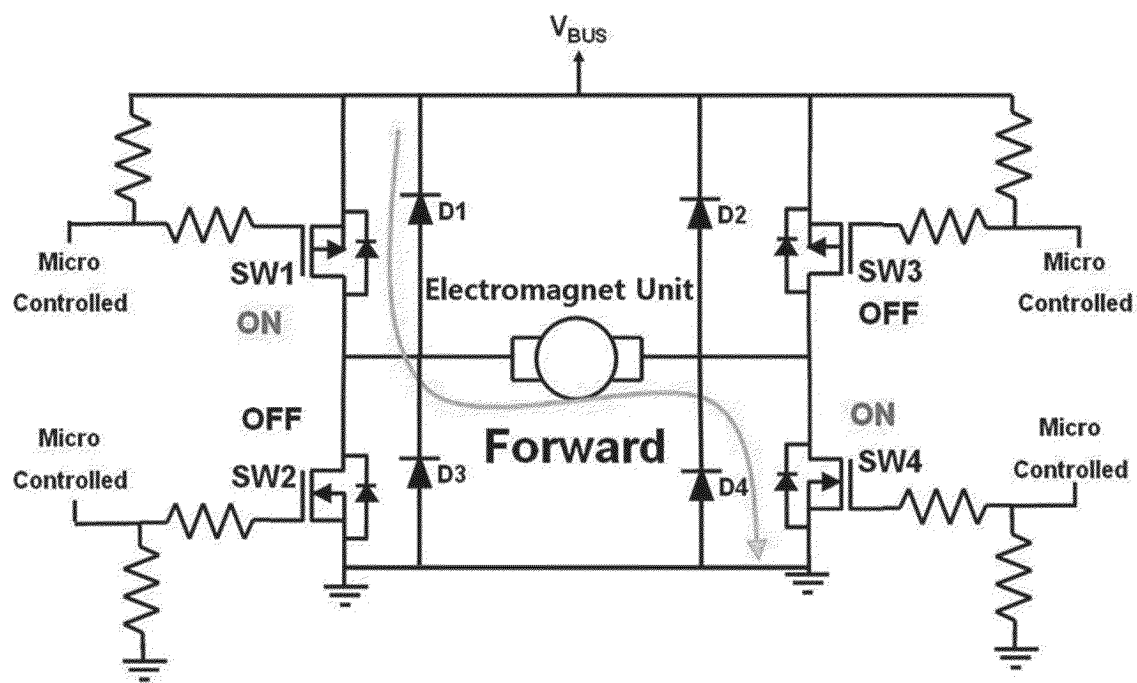 VBUS
D1
D2
Micro
Controlled
SW1
ON
Electromagnet Unit
SW3
OFF
Micro
Controlled
Micro
Controlled
OFF
SW2
D3
Forward
D4
ON
SW4
Micro
Controlled